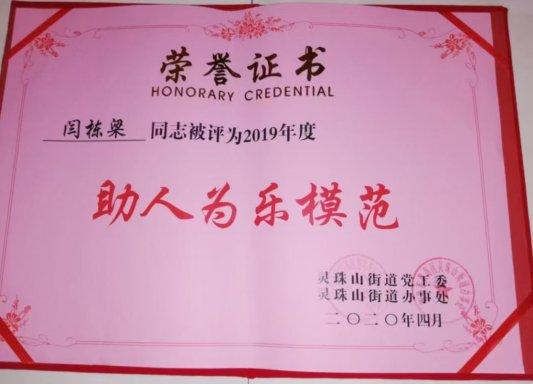 荣誉证书
HONORARY CREDENTIAL
闫栋梁 同志被评为2019年度
助人为乐模范
灵珠山街道党工委
灵珠山街道办事处
二〇二〇年四月